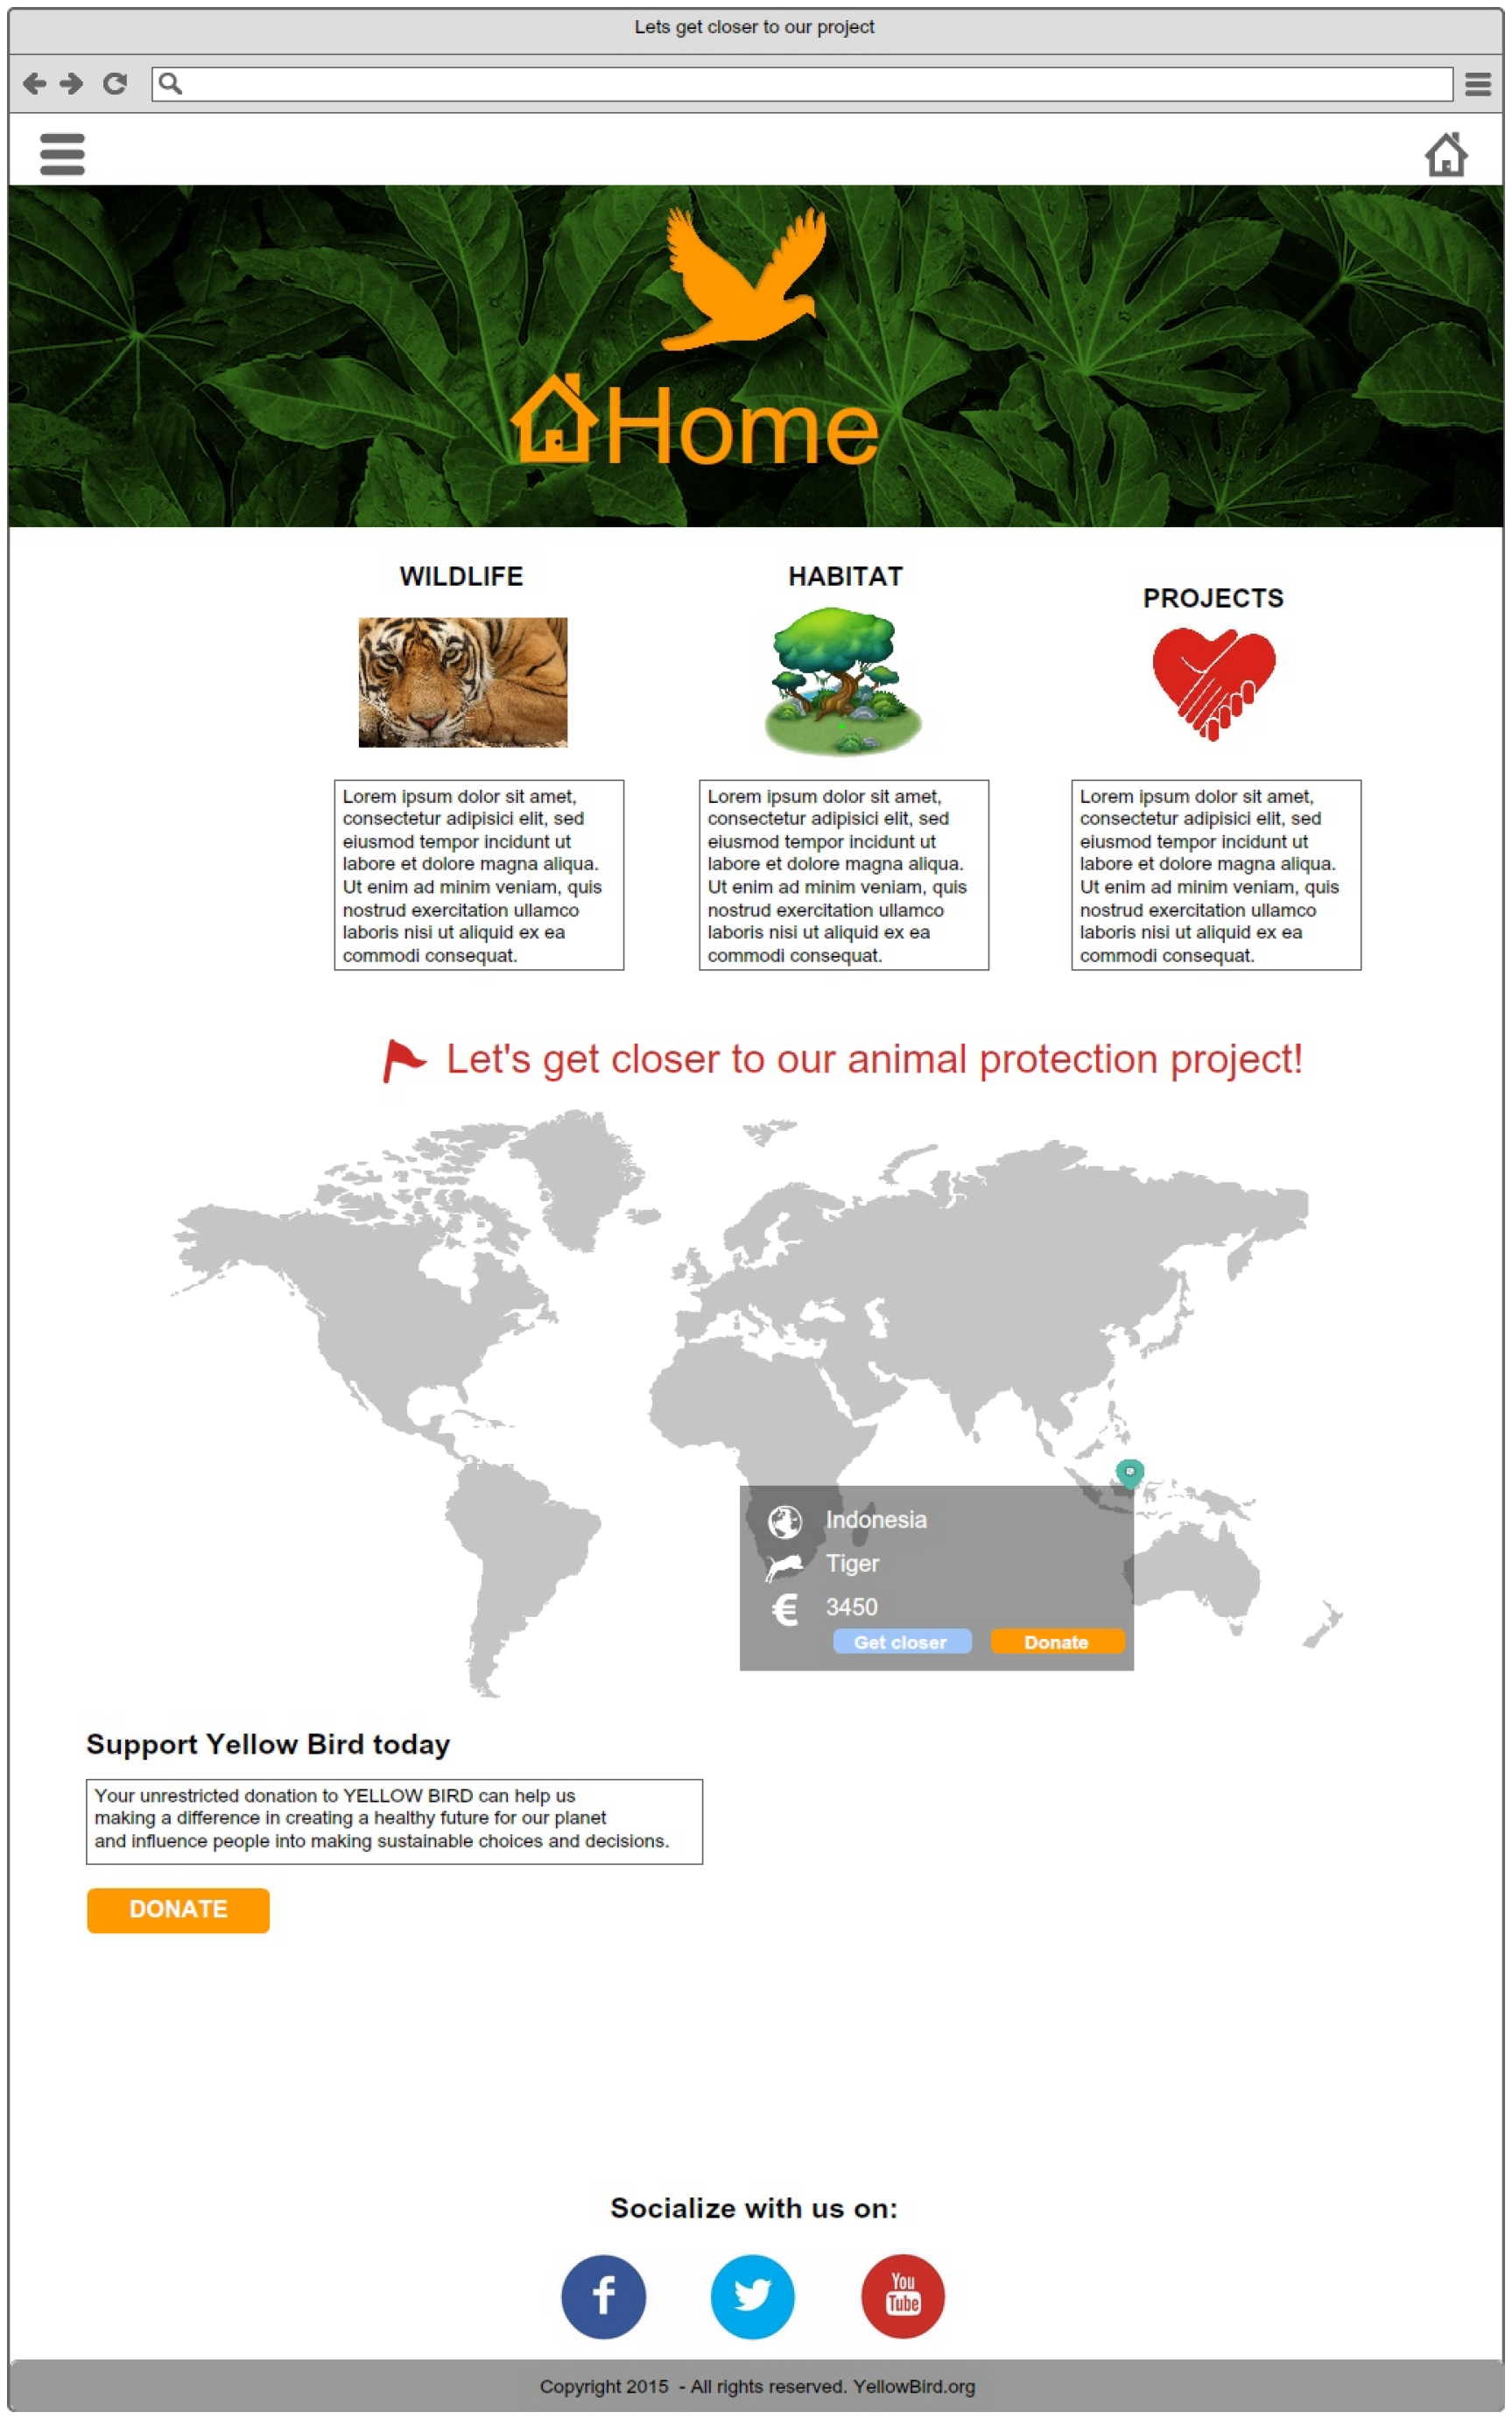 Lets get closer to our project
Home
WILDLIFE
HABITAT
PROJECTS
Lorem ipsum dolor sit amet,
consectetur adipisici elit, sed
eiusmod tempor incidunt ut
labore et dolore magna aliqua.
Ut enim ad minim veniam, quis
nostrud exercitation ullamco
laboris nisi ut aliquid ex ea
commodi consequat.
Lorem ipsum dolor sit amet,
consectetur adipisici elit, sed
eiusmod tempor incidunt ut
labore et dolore magna aliqua.
Ut enim ad minim veniam, quis
nostrud exercitation ullamco
laboris nisi ut aliquid ex ea
commodi consequat.
Lorem ipsum dolor sit amet,
consectetur adipisici elit, sed
eiusmod tempor incidunt ut
labore et dolore magna aliqua.
Ut enim ad minim veniam, quis
nostrud exercitation ullamco
laboris nisi ut aliquid ex ea
commodi consequat.
Let's get closer to our animal protection project!
Indonesia
Tiger
€ 3450
Get closer
Donate
Support Yellow Bird today
Your unrestricted donation to YELLOW BIRD can help us
making a difference in creating a healthy future for our planet
and influence people into making sustainable choices and decisions.
DONATE
Socialize with us on:
f
You
Tube
Copyright 2015 - All rights reserved. YellowBird.org